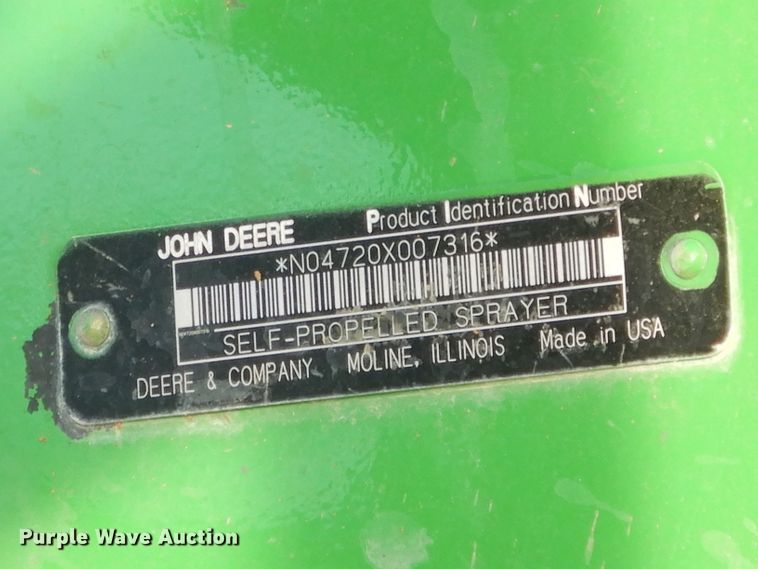 JOHN DEERE Product Identification Number
*N04720X007316*
SELF-PROPELLED SPRAYER
DEERE & COMPANY MOLINE, ILLINOIS Made in USA
Purple Wave Auction